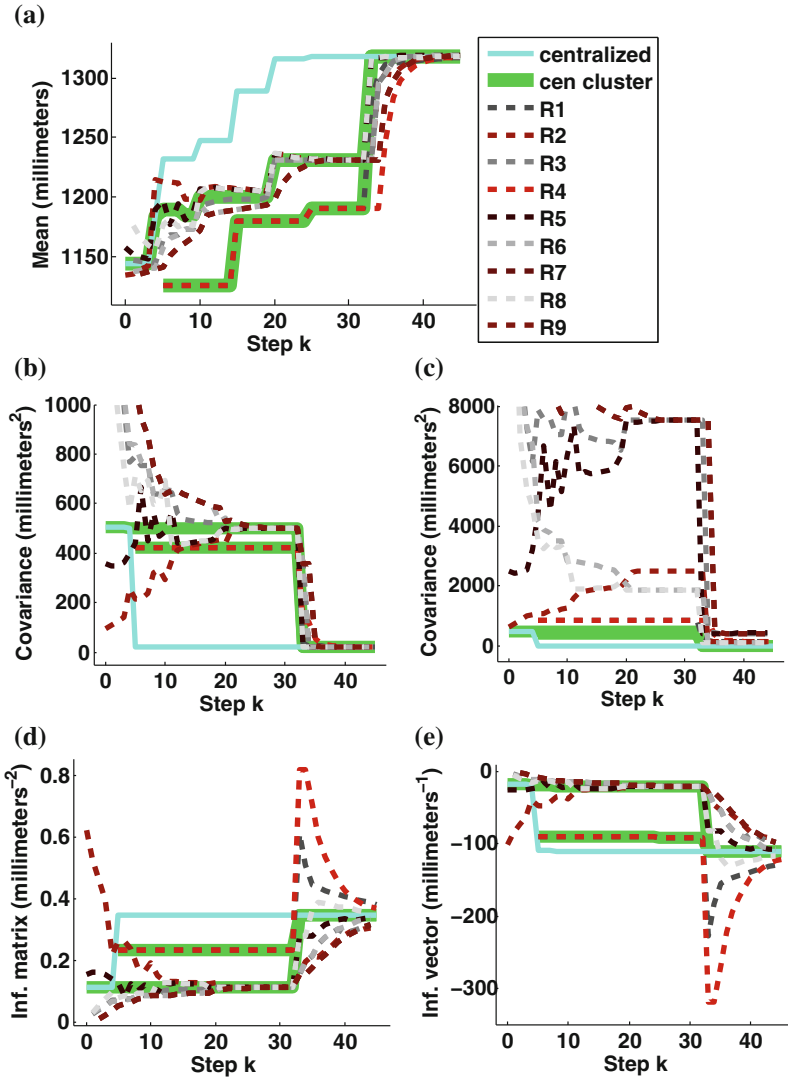 (a)
Mean (millimeters)
1300
1250
1200
1150
0 10 20 30 40
Step k
centralized
cen cluster
R1
R2
R3
R4
R5
R6
R7
R8
R9
(b)
Covariance (millimeters²)
1000
800
600
400
200
0
0 10 20 30 40
Step k
(c)
Covariance (millimeters²)
8000
6000
4000
2000
0
0 10 20 30 40
Step k
(d)
Inf. matrix (millimeters⁻²)
0.8
0.6
0.4
0.2
0
0 10 20 30 40
Step k
(e)
Inf. vector (millimeters⁻¹)
0
−100
−200
−300
0 10 20 30 40
Step k